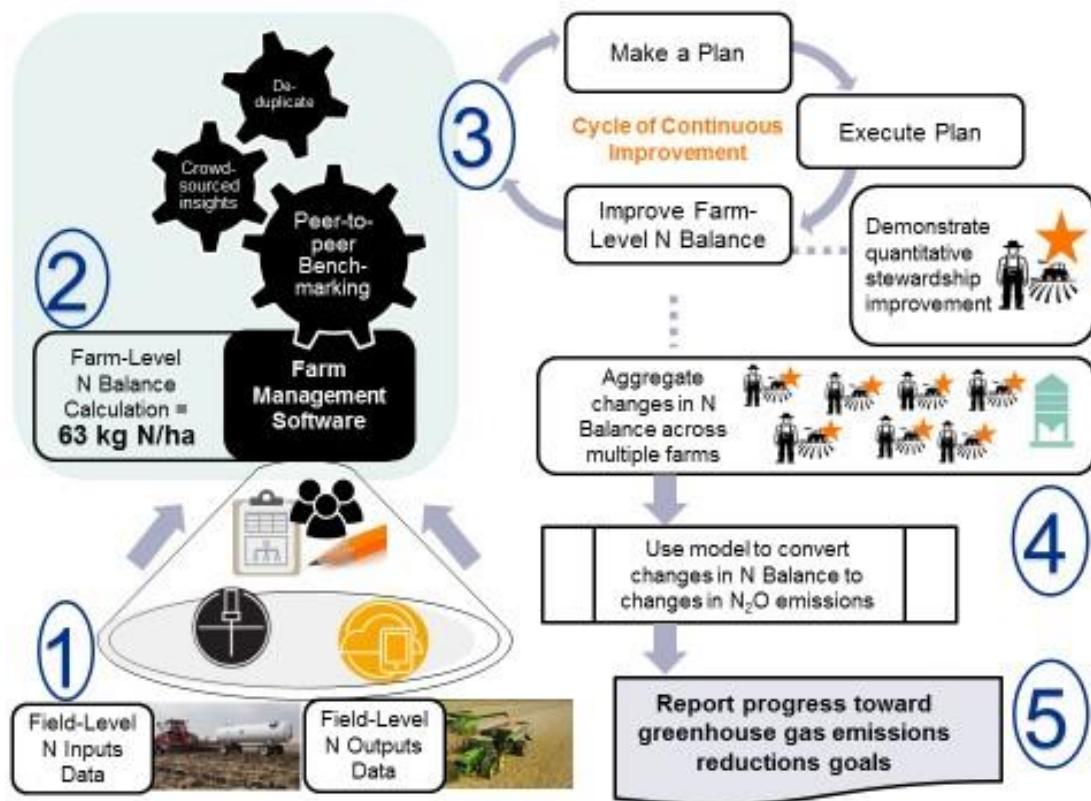 1
Field-Level
N Inputs
Data
Field-Level
N Outputs
Data
2
De-
duplicate
Crowd-
sourced
insights
Peer-to-
peer
Bench-
marking
Farm-Level
N Balance
Calculation =
63 kg N/ha
Farm
Management
Software
3
Make a Plan
Cycle of Continuous
Improvement
Execute Plan
Improve Farm-
Level N Balance
Demonstrate
quantitative
stewardship
improvement
Aggregate
changes in N
Balance across
multiple farms
4
Use model to convert
changes in N Balance to
changes in N₂O emissions
5
Report progress toward
greenhouse gas emissions
reductions goals